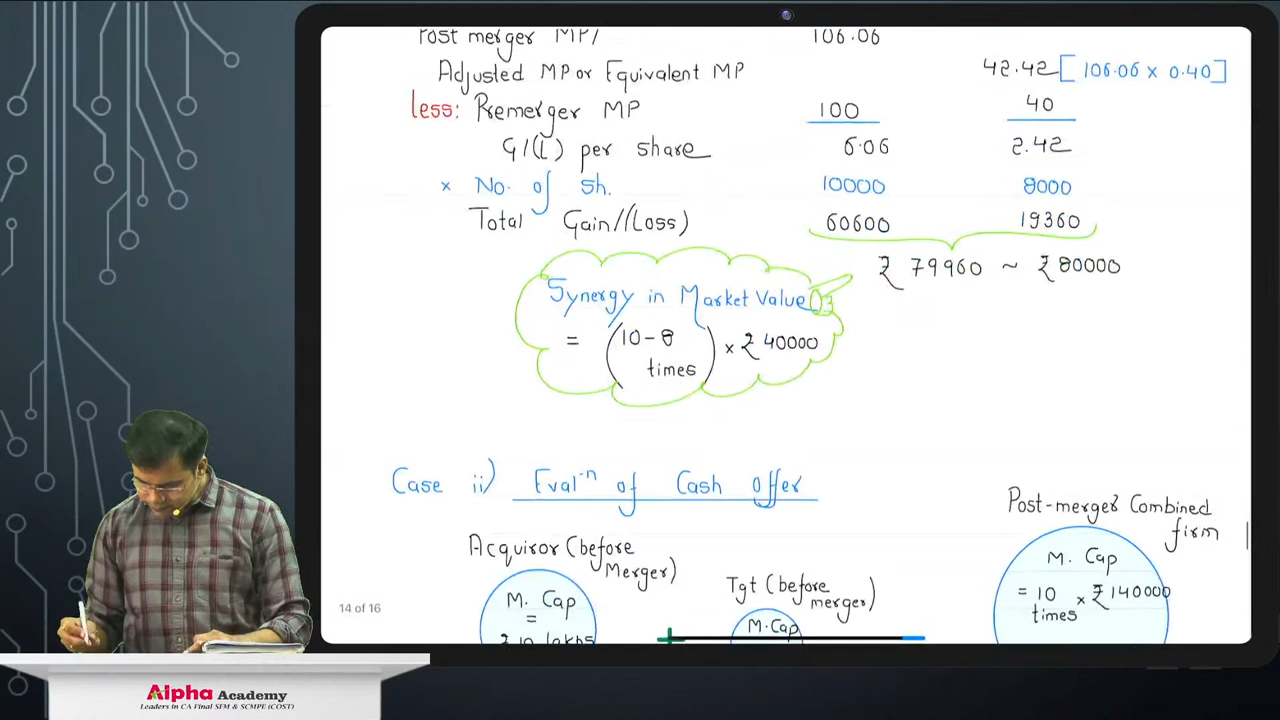 Post merger MP/ 106.06
Adjusted MP or Equivalent MP 42.42 [106.06 x 0.40]
less: Premerger MP 100 40
G/(L) per share 6.06 2.42
x No. of Sh. 10000 8000
Total Gain/(Loss) 60600 19360
₹ 79960 ~ ₹80000
Synergy in Market Value
= (10-8 times) x ₹ 40000
Case ii) Eval-n of Cash Offer
Acquiror (before Merger)
M. Cap
=
₹ 10 lakhs
Tgt (before merger)
M.Cap
Post-merger Combined firm
M. Cap
= 10 times x ₹140000
14 of 16
Alpha Academy
Leaders in CA Final SFM & SCMPE (COST)